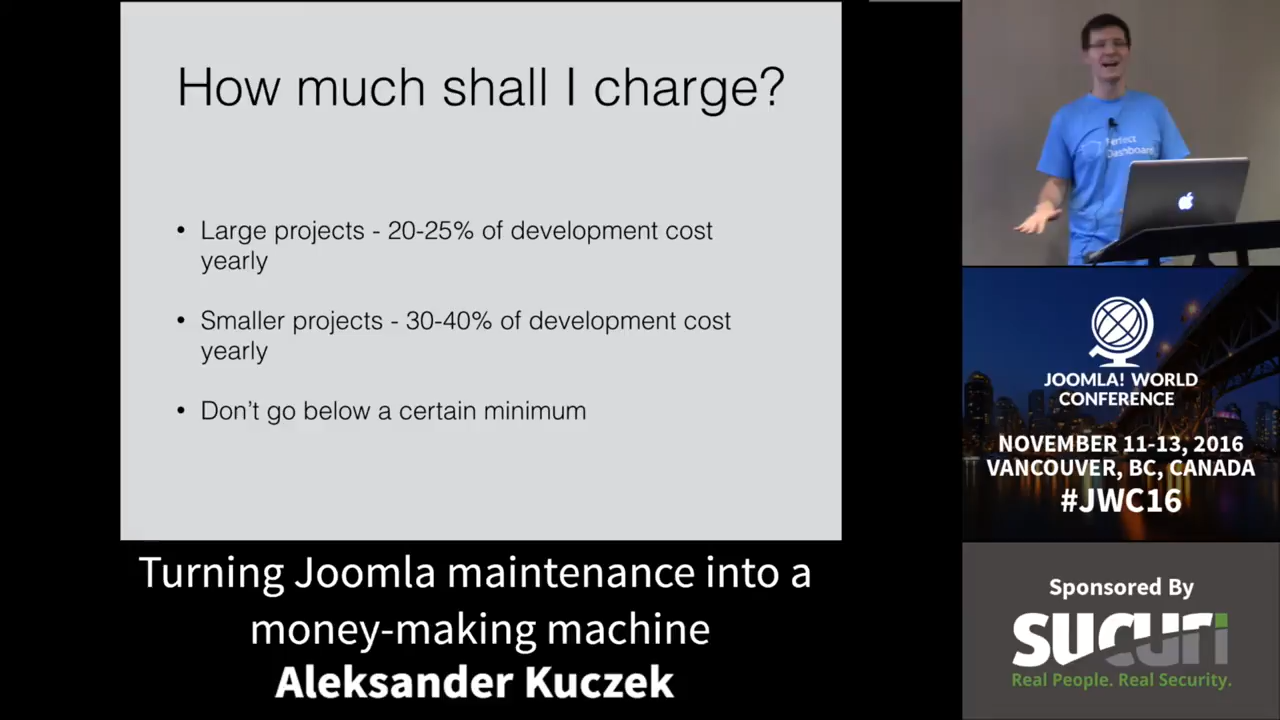 How much shall I charge?
• Large projects - 20-25% of development cost
yearly
• Smaller projects - 30-40% of development cost
yearly
• Don't go below a certain minimum
Turning Joomla maintenance into a
money-making machine
Aleksander Kuczek
Perfect
Dashboard
JOOMLA! WORLD
CONFERENCE
NOVEMBER 11-13, 2016
VANCOUVER, BC, CANADA
#JWC16
Sponsored By
sucuri
Real People. Real Security.